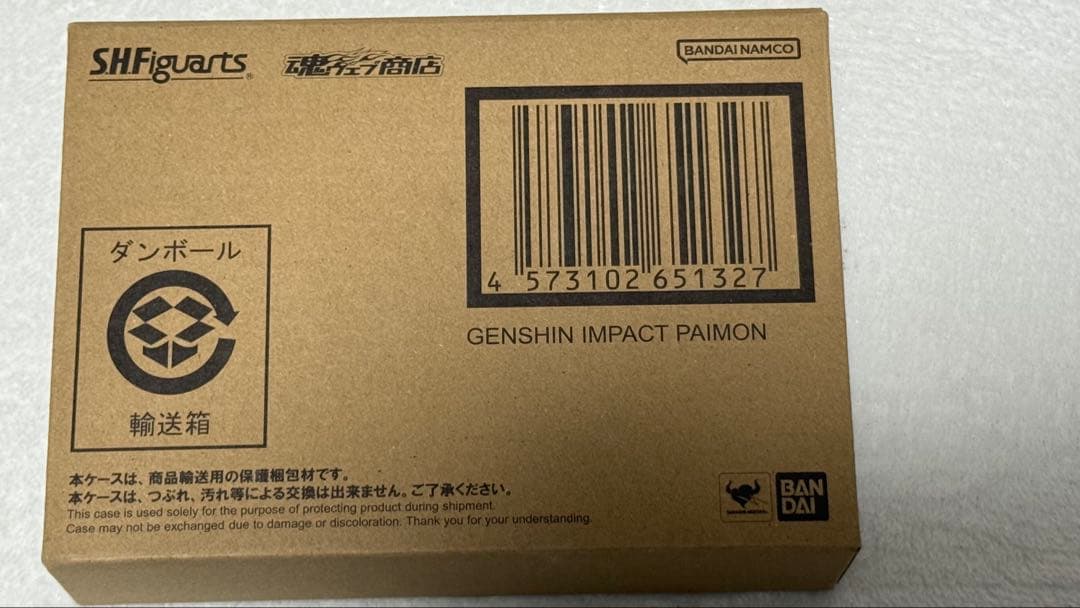 S.H.Figuarts®
魂ウェブ商店
BANDAI NAMCO
4 573102 651327
GENSHIN IMPACT PAIMON
ダンボール
輸送箱
本ケースは、商品輸送用の保護梱包材です。
本ケースは、つぶれ、汚れ等による交換は出来ません。ご了承ください。
This case is used solely for the purpose of protecting product during shipment.
Case may not be exchanged due to damage or discoloration. Thank you for your understanding.
BAN
DAI